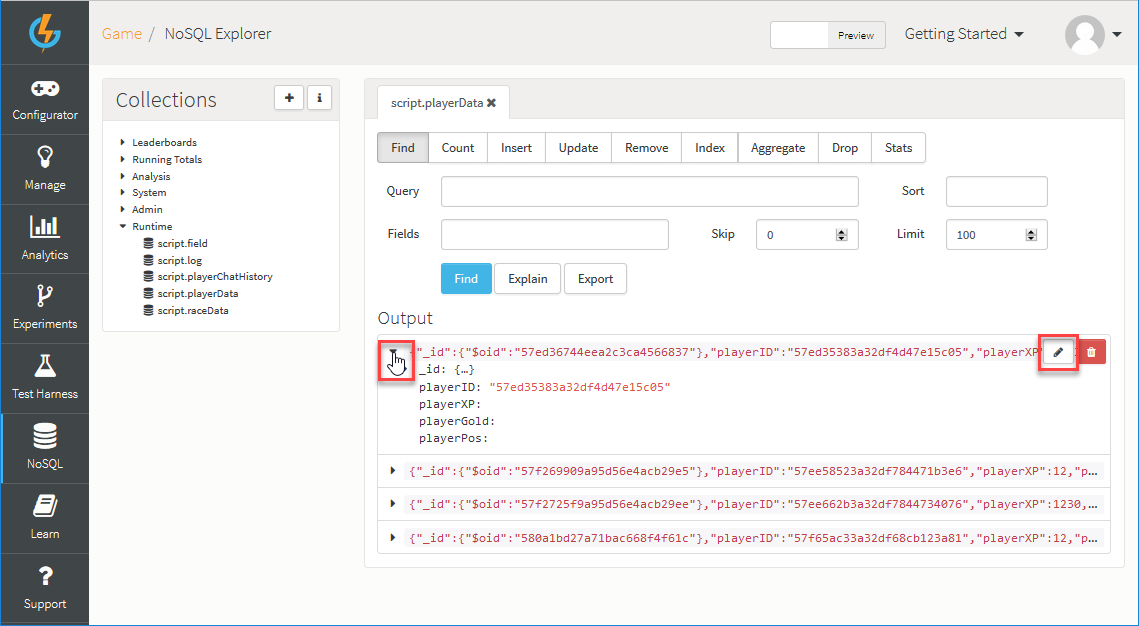 Game / NoSQL Explorer
Preview
Getting Started
Configurator
Manage
Analytics
Experiments
Test Harness
NoSQL
Learn
Support
Collections
Leaderboards
Running Totals
Analysis
System
Admin
Runtime
script.field
script.log
script.playerChatHistory
script.playerData
script.raceData
script.playerData
Find Count Insert Update Remove Index Aggregate Drop Stats
Query Sort
Fields Skip 0 Limit 100
Find Explain Export
Output
{"_id":{"$oid":"57ed36744eea2c3ca4566837"},"playerID":"57ed35383a32df4d47e15c05","playerXP"
_id: {…}
playerID: "57ed35383a32df4d47e15c05"
playerXP:
playerGold:
playerPos:
{"_id":{"$oid":"57f269909a95d56e4acb29e5"},"playerID":"57ee58523a32df784471b3e6","playerXP":12,"p…
{"_id":{"$oid":"57f2725f9a95d56e4acb29ee"},"playerID":"57ee662b3a32df7844734076","playerXP":1230,…
{"_id":{"$oid":"580a1bd27a71bac668f4f61c"},"playerID":"57f65ac33a32df68cb123a81","playerXP":12,"p…